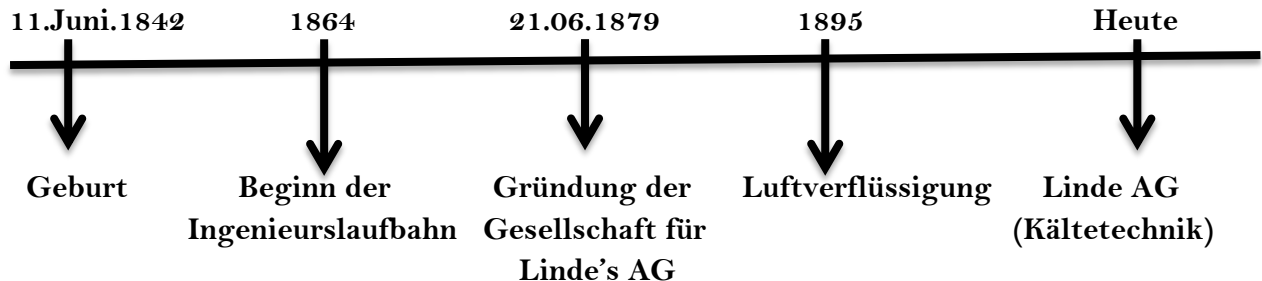 11.Juni.1842
1864
21.06.1879
1895
Heute
Geburt
Beginn der
Ingenieurslaufbahn
Gründung der
Gesellschaft für
Linde’s AG
Luftverflüssigung
Linde AG
(Kältetechnik)